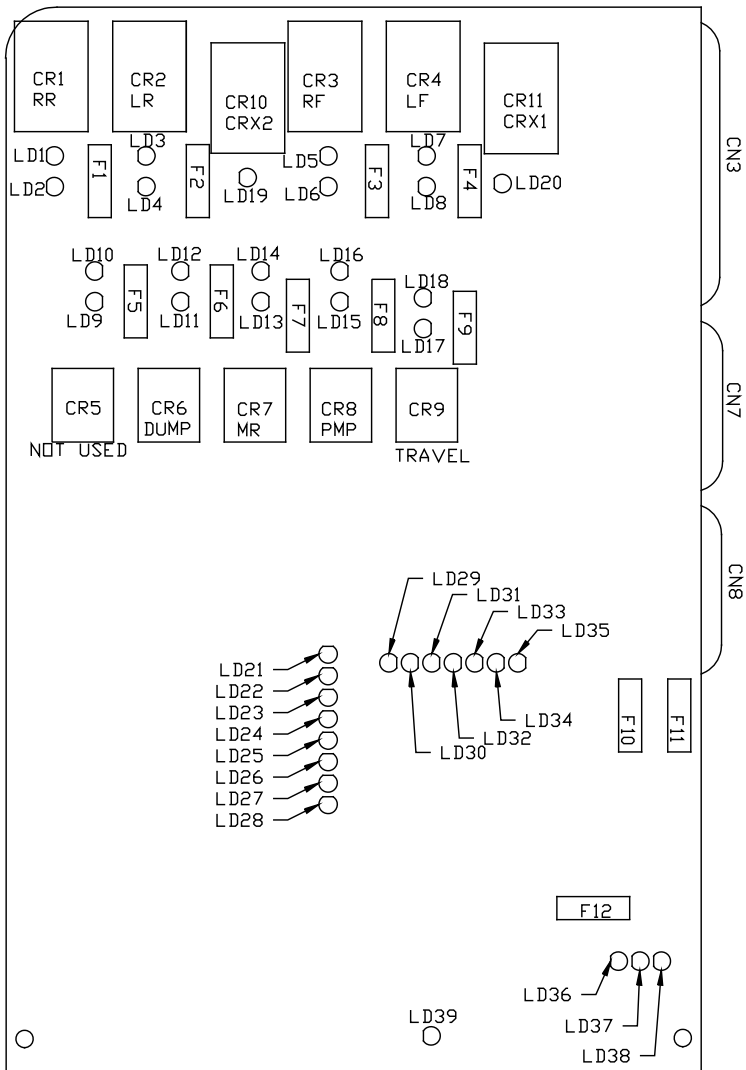 CR1
RR
CR2
LR
CR10
CRX2
CR3
RF
CR4
LF
CR11
CRX1
CN3
LD1
LD2
F1
LD3
LD4
F2
LD19
LD5
LD6
F3
LD7
LD8
F4
LD20
LD10
LD9
F5
LD12
LD11
F6
LD14
LD13
F7
LD16
LD15
F8
LD18
LD17
F9
CN7
CR5
NOT USED
CR6
DUMP
CR7
MR
CR8
PMP
CR9
TRAVEL
CN8
LD29
LD31
LD33
LD35
LD34
LD32
LD30
LD21
LD22
LD23
LD24
LD25
LD26
LD27
LD28
F10
F11
F12
LD36
LD37
LD38
LD39